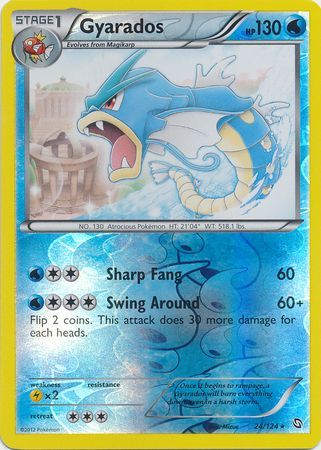 STAGE1
Gyarados
HP130
Evolves from Magikarp
NO. 130 Atrocious Pokémon HT: 21'04" WT: 518.1 lbs.
Sharp Fang 60
Swing Around 60+
Flip 2 coins. This attack does 30 more damage for
each heads.
weakness resistance
×2
retreat
Once it begins to rampage, a
Gyarados will burn everything
down, even in a harsh storm.
24/124 ★
©2012 Pokémon